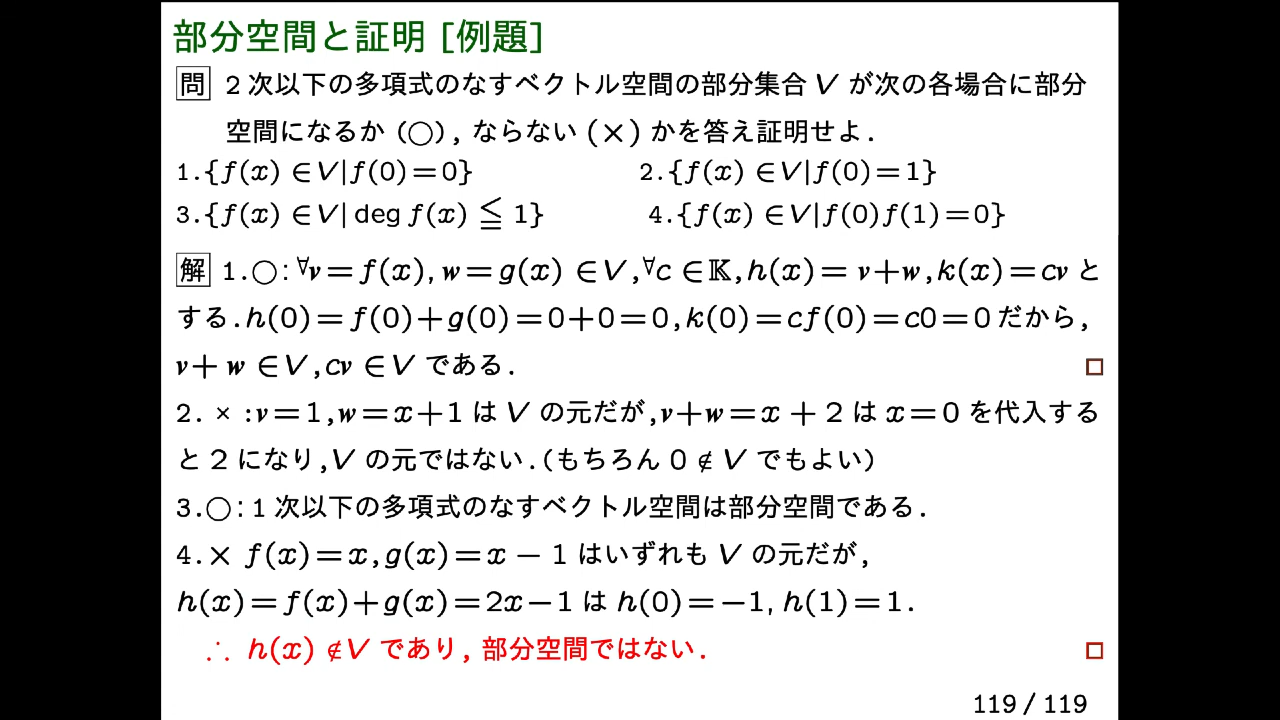 部分空間と証明 [例題]
問 2 次以下の多項式のなすベクトル空間の部分集合 V が次の各場合に部分
空間になるか (○), ならない (×) かを答え証明せよ.
1.{f(x) ∈V|f(0)=0} 2.{f(x) ∈V|f(0)=1}
3.{f(x) ∈V| deg f(x) ≦ 1} 4.{f(x) ∈V|f(0)f(1)=0}
解 1.○: ∀v=f(x), w=g(x) ∈V,∀c ∈𝕂,h(x)= v+w,k(x)=cv と
する.h(0)=f(0)+g(0)=0+0=0,k(0)=cf(0)=c0=0 だから,
v+ w ∈V,cv ∈V である. □
2. × :v=1,w=x+1 は V の元だが,v+w=x + 2 は x=0 を代入する
と 2 になり,V の元ではない.(もちろん 0 ∉ V でもよい)
3.○: 1 次以下の多項式のなすベクトル空間は部分空間である.
4.× f(x)=x,g(x)=x − 1 はいずれも V の元だが,
h(x)=f(x)+g(x)=2x−1 は h(0)=−1, h(1)=1.
∴ h(x) ∉V であり, 部分空間ではない. □
119 / 119